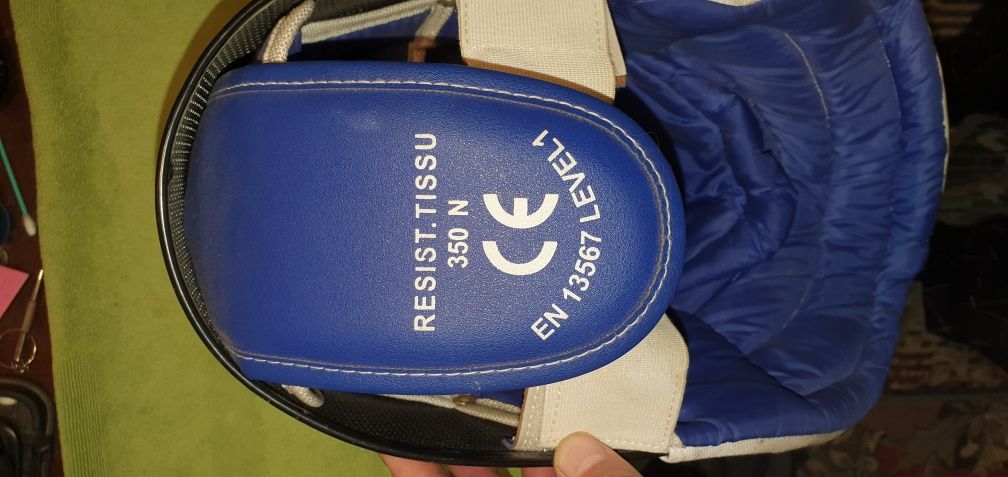 RESIST.TISSU
350 N
CE
EN 13567 LEVEL1